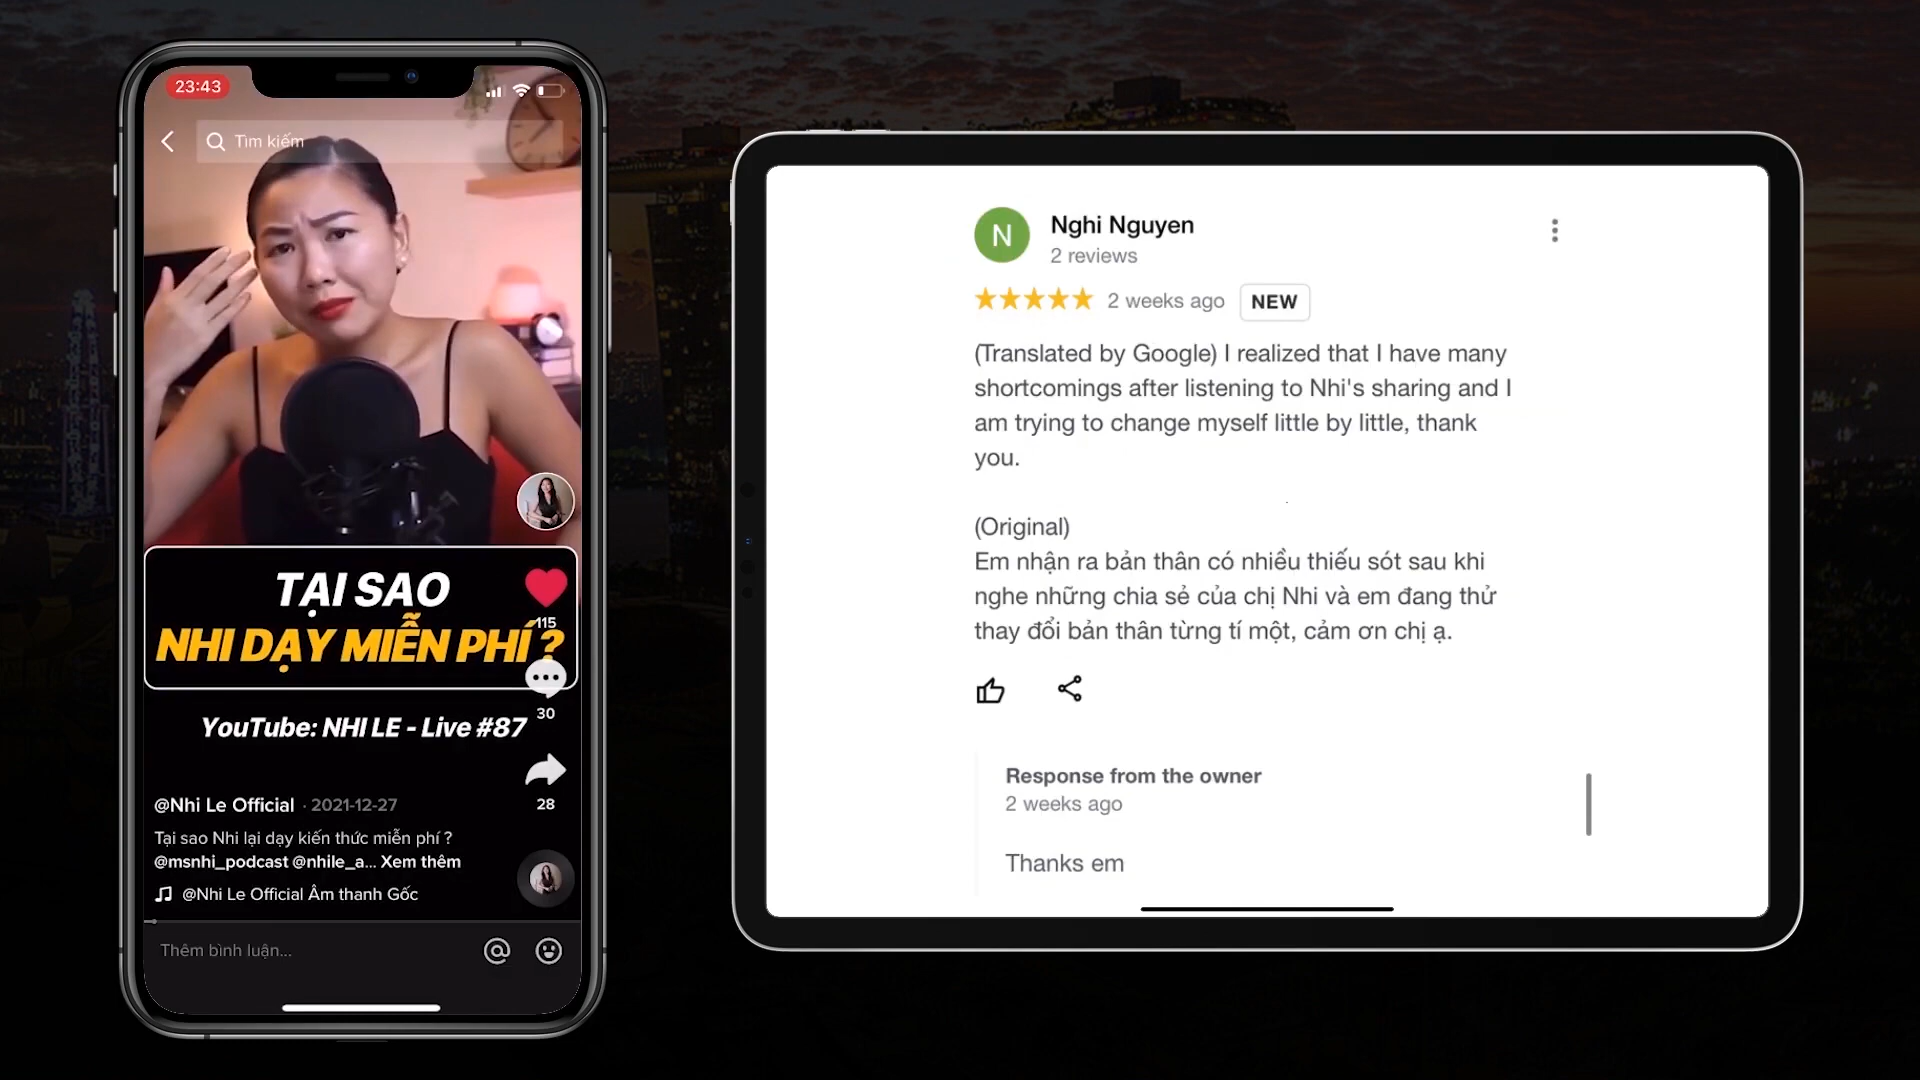 23:43
Tìm kiếm
TẠI SAO
NHI DẠY MIỄN PHÍ ?
115
30
YouTube: NHI LE - Live #87
28
@Nhi Le Official · 2021-12-27
Tại sao Nhi lại dạy kiến thức miễn phí ?
@msnhi_podcast @nhile_a... Xem thêm
@Nhi Le Official Âm thanh Gốc
Thêm bình luận...
N
Nghi Nguyen
2 reviews
2 weeks ago NEW
(Translated by Google) I realized that I have many
shortcomings after listening to Nhi's sharing and I
am trying to change myself little by little, thank
you.
(Original)
Em nhận ra bản thân có nhiều thiếu sót sau khi
nghe những chia sẻ của chị Nhi và em đang thử
thay đổi bản thân từng tí một, cảm ơn chị ạ.
Response from the owner
2 weeks ago
Thanks em